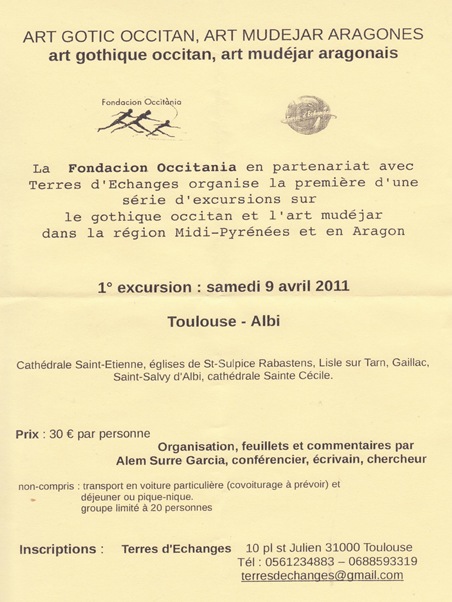 ART GOTIC OCCITAN, ART MUDEJAR ARAGONES
art gothique occitan, art mudéjar aragonais
Fondacion Occitània
La Fondacion Occitania en partenariat avec
Terres d'Echanges organise la première d'une
série d'excursions sur
le gothique occitan et l'art mudéjar
dans la région Midi-Pyrénées et en Aragon
1° excursion : samedi 9 avril 2011
Toulouse - Albi
Cathédrale Saint-Etienne, églises de St-Sulpice Rabastens, Lisle sur Tarn, Gaillac,
Saint-Salvy d'Albi, cathédrale Sainte Cécile.
Prix : 30 € par personne
Organisation, feuillets et commentaires par
Alem Surre Garcia, conférencier, écrivain, chercheur
non-compris : transport en voiture particulière (covoiturage à prévoir) et
déjeuner ou pique-nique.
groupe limité à 20 personnes
Inscriptions : Terres d'Echanges 10 pl st Julien 31000 Toulouse
Tél : 0561234883 – 0688593319
terresdechanges@gmail.com